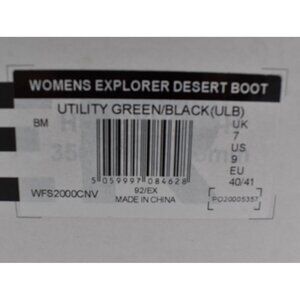 WOMENS EXPLORER DESERT BOOT
UTILITY GREEN/BLACK(ULB)
BM
UK
7
US
9
EU
40/41
5 059997 084628
WFS2000CNV
92/EX
MADE IN CHINA
PO20005357